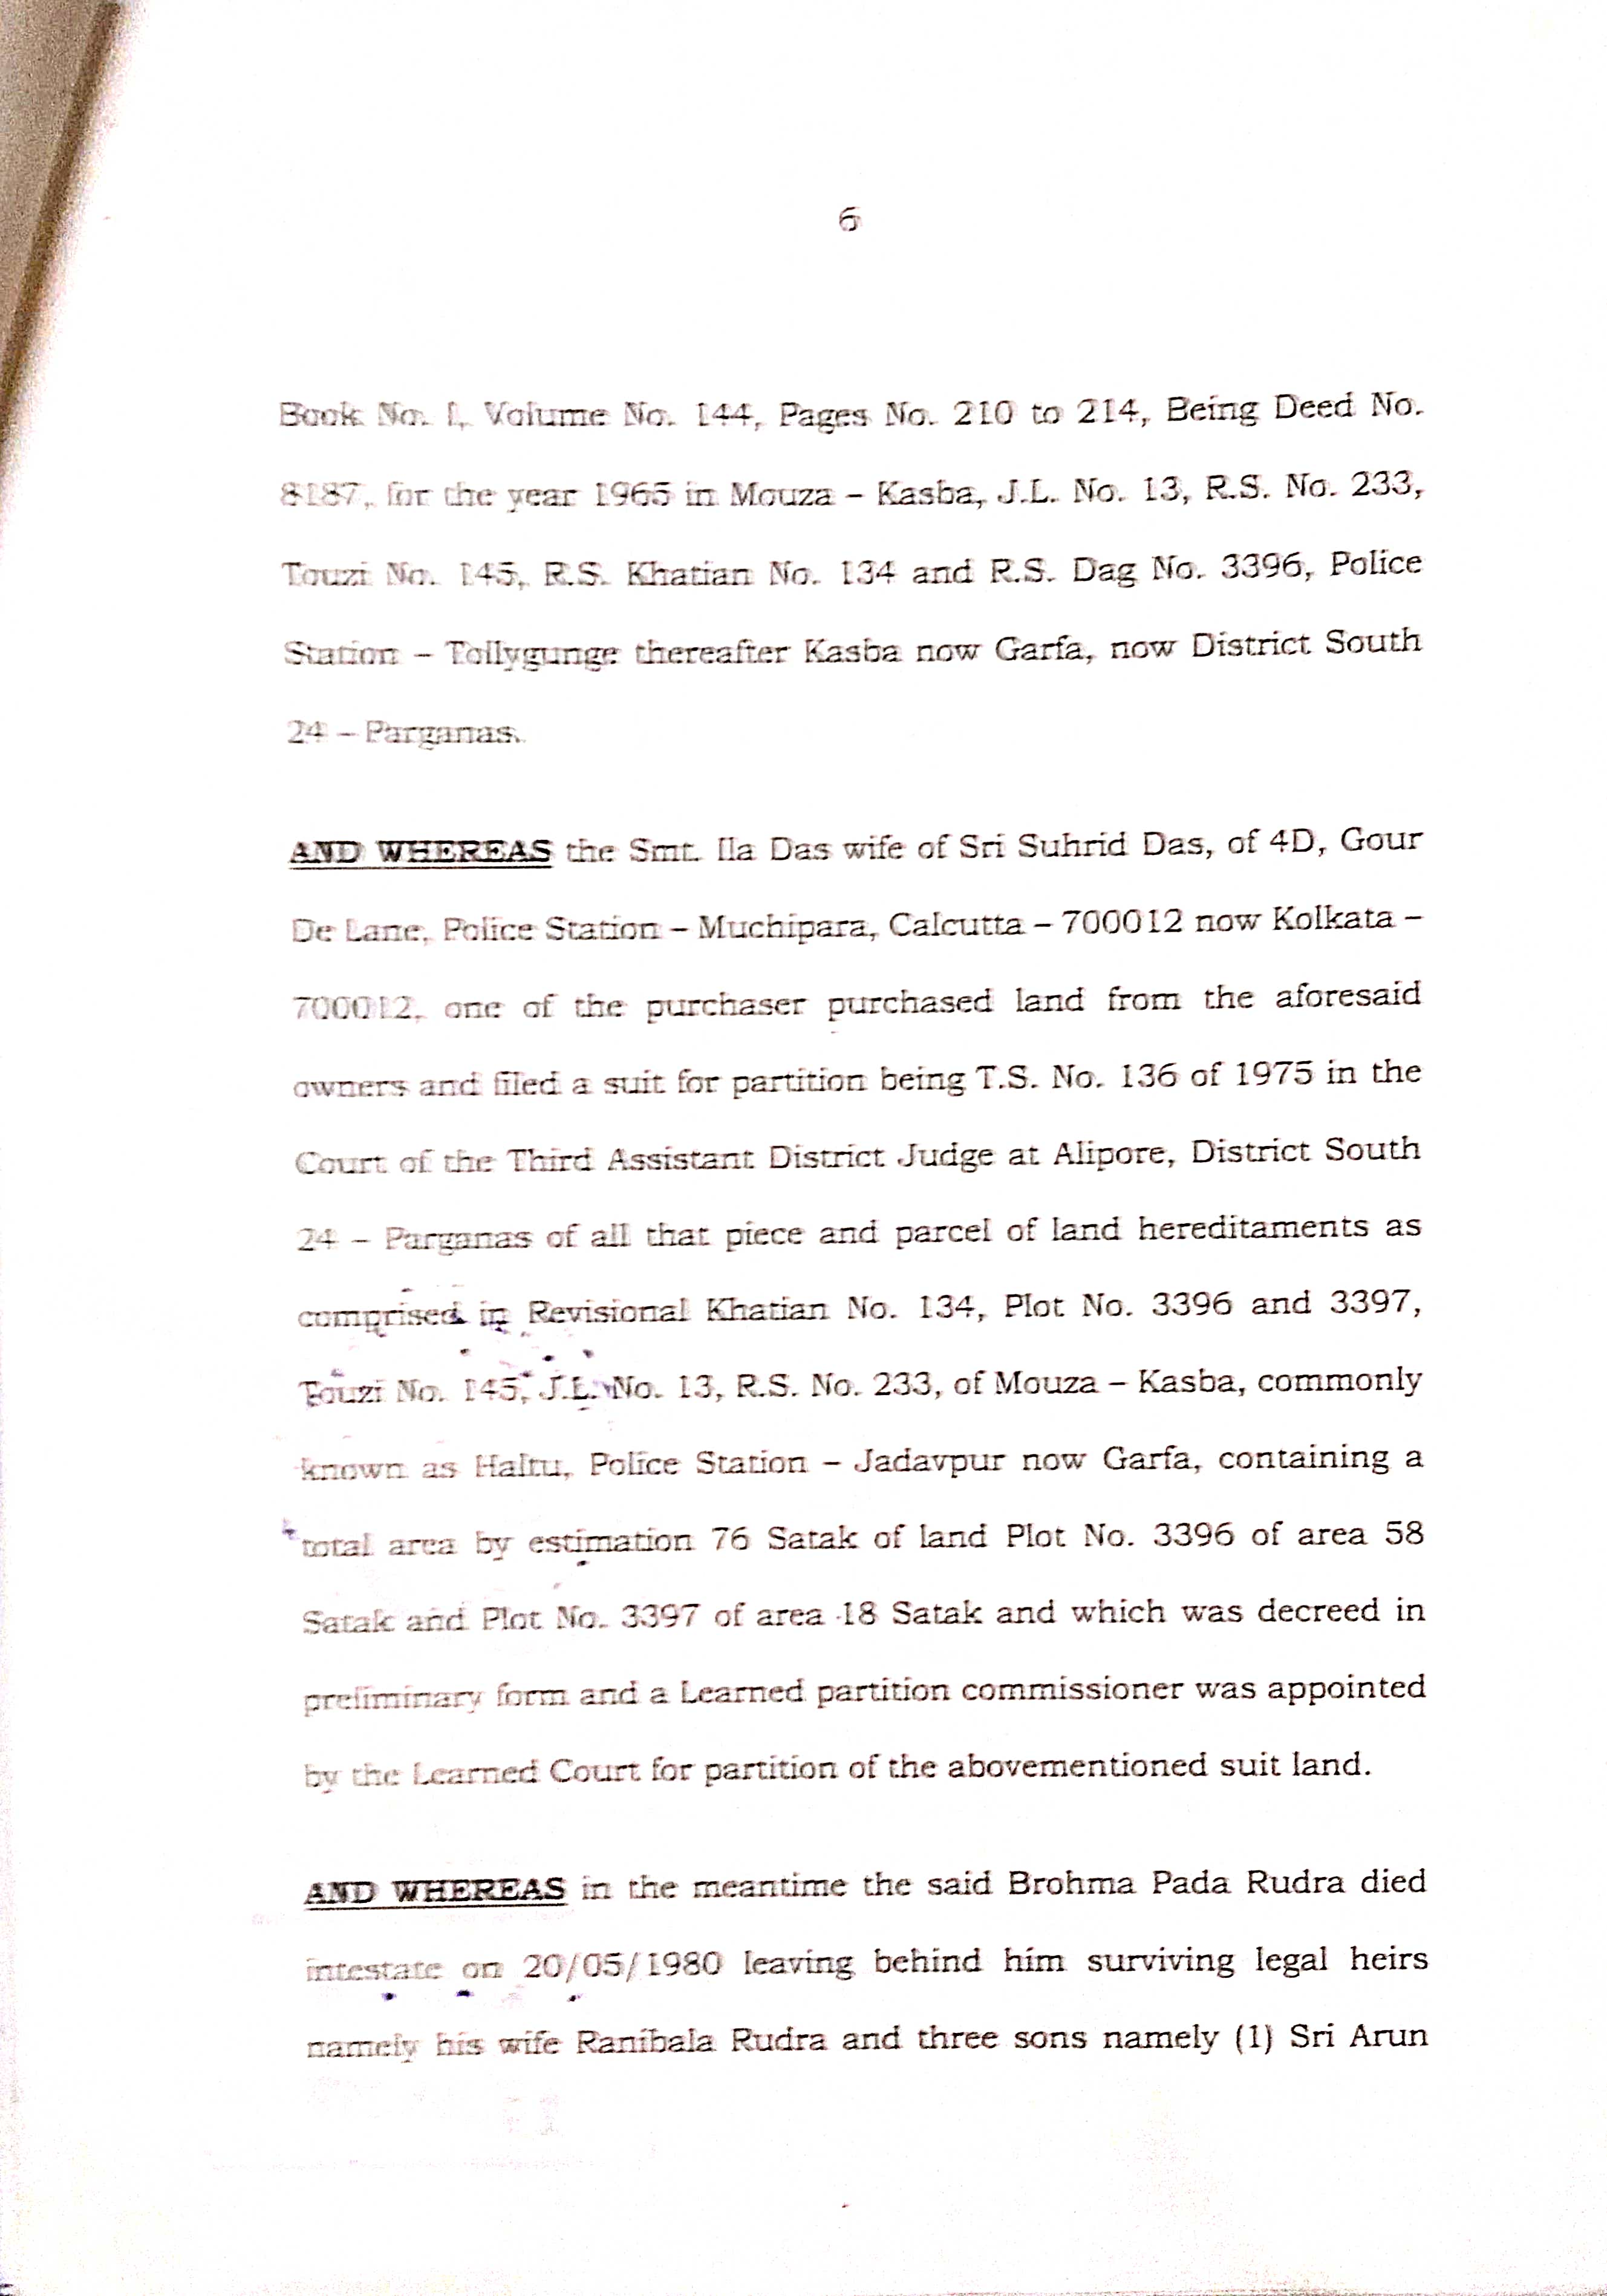 6
Book No. I, Volume No. 144, Pages No. 210 to 214, Being Deed No.
8187, for the year 1965 in Mouza – Kasba, J.L. No. 13, R.S. No. 233,
Touzi No. 145, R.S. Khatian No. 134 and R.S. Dag No. 3396, Police
Station – Tollygunge thereafter Kasba now Garfa, now District South
24 – Parganas.
AND WHEREAS the Smt. Ila Das wife of Sri Suhrid Das, of 4D, Gour
De Lane, Police Station – Muchipara, Calcutta – 700012 now Kolkata –
700012, one of the purchaser purchased land from the aforesaid
owners and filed a suit for partition being T.S. No. 136 of 1975 in the
Court of the Third Assistant District Judge at Alipore, District South
24 – Parganas of all that piece and parcel of land hereditaments as
comprised in Revisional Khatian No. 134, Plot No. 3396 and 3397,
Touzi No. 145, J.L. No. 13, R.S. No. 233, of Mouza – Kasba, commonly
known as Haltu, Police Station – Jadavpur now Garfa, containing a
total area by estimation 76 Satak of land Plot No. 3396 of area 58
Satak and Plot No. 3397 of area 18 Satak and which was decreed in
preliminary form and a Learned partition commissioner was appointed
by the Learned Court for partition of the abovementioned suit land.
AND WHEREAS in the meantime the said Brohma Pada Rudra died
intestate on 20/05/1980 leaving behind him surviving legal heirs
namely his wife Ranibala Rudra and three sons namely (1) Sri Arun